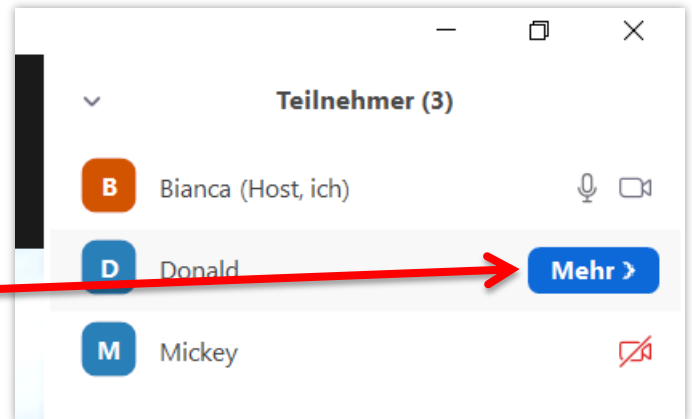 Teilnehmer (3)
B Bianca (Host, ich)
D Donald Mehr >
M Mickey